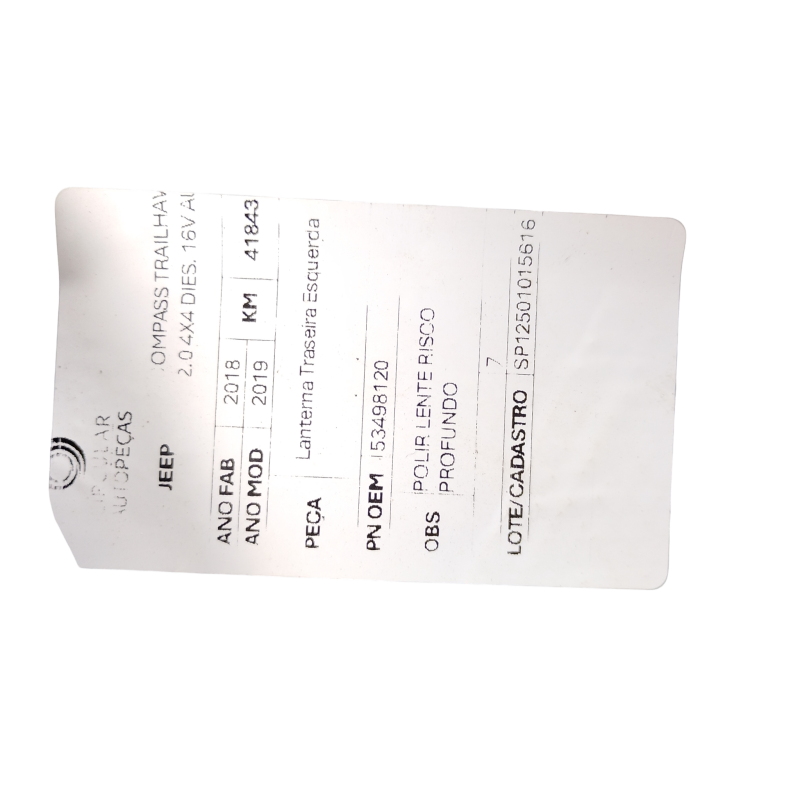 AUTOPEÇAS
JEEP
OMPASS TRAILHAW
2.0 4X4 DIES. 16V AU
ANO FAB 2018
ANO MOD 2019 KM 41843
PEÇA Lanterna Traseira Esquerda
PN OEM 53498120
OBS POLIR LENTE RISCO
PROFUNDO
7
LOTE/CADASTRO SP12501015616